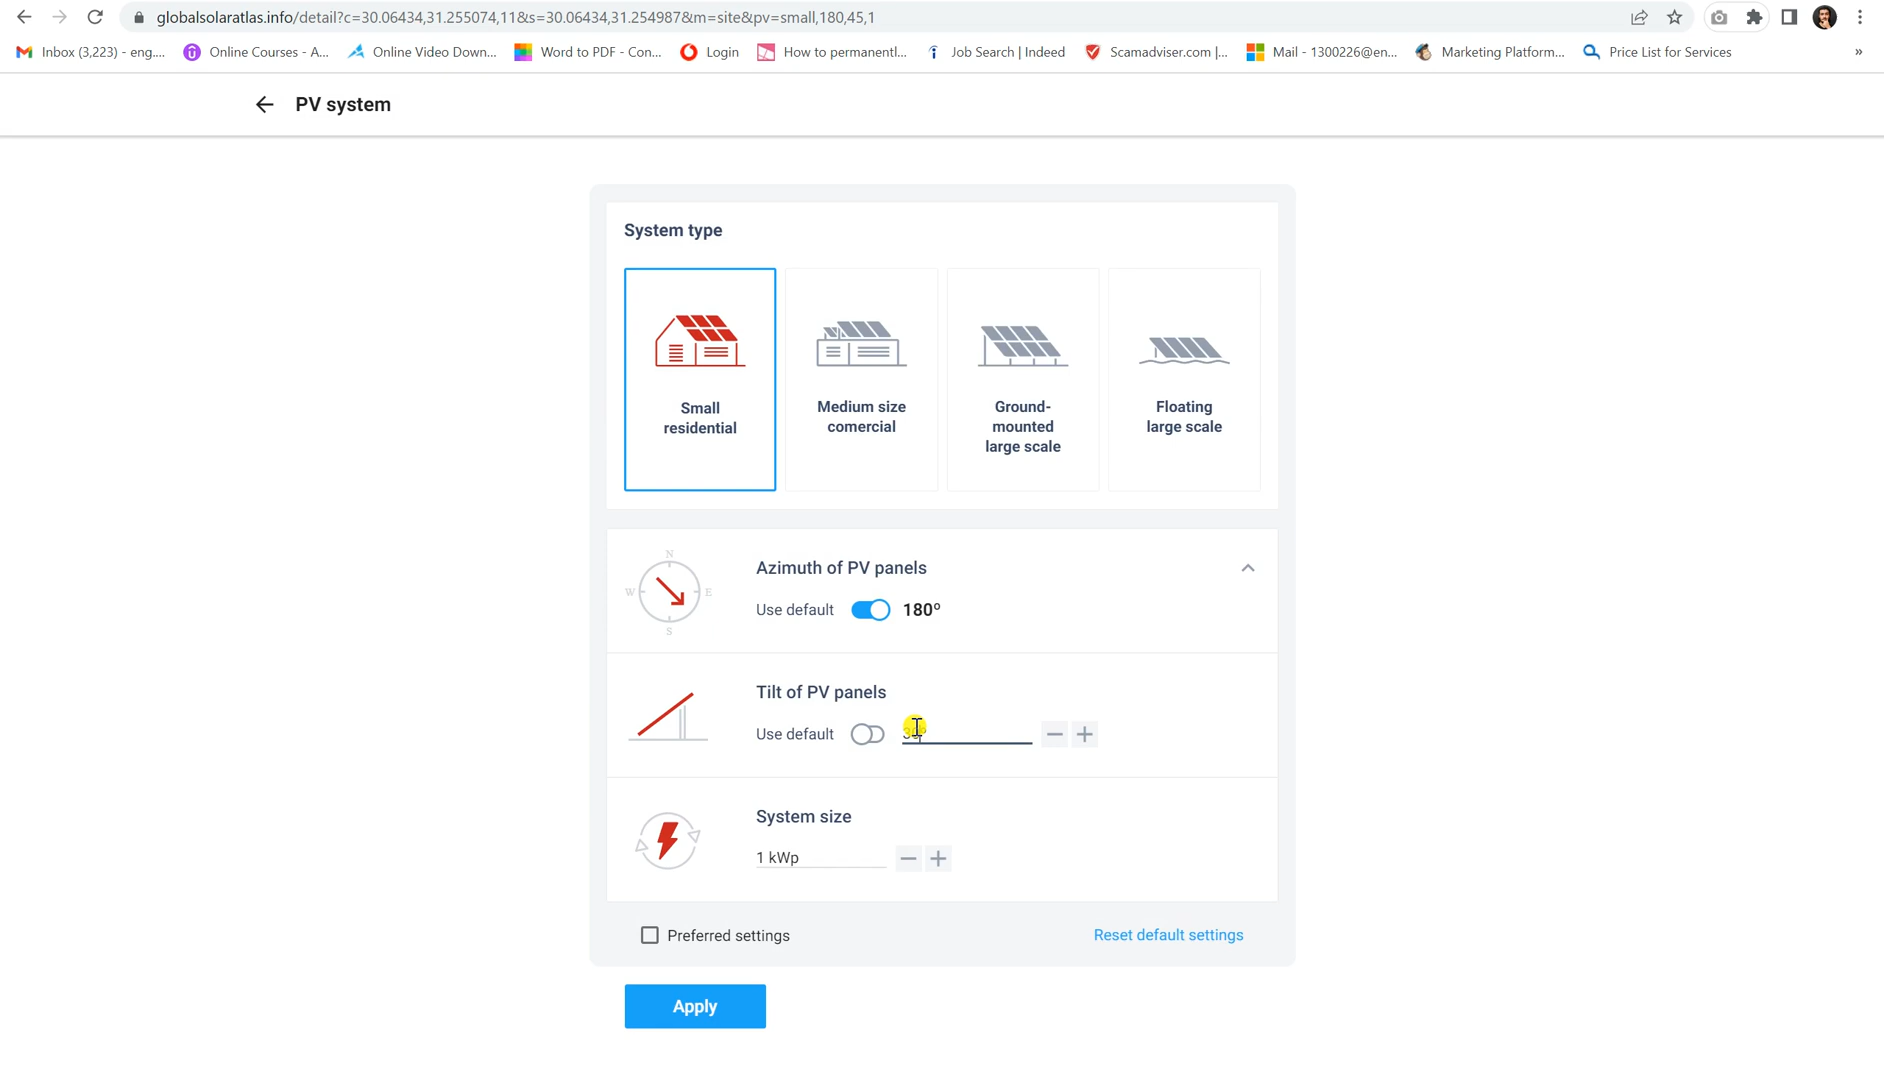 globalsolaratlas.info/detail?c=30.06434,31.255074,11&s=30.06434,31.254987&m=site&pv=small,180,45,1
Inbox (3,223) - eng....
Online Courses - A...
Online Video Down...
Word to PDF - Con...
Login
How to permanentl...
Job Search | Indeed
Scamadviser.com |...
Mail - 1300226@en...
Marketing Platform...
Price List for Services
»
PV system
System type
Small
residential
Medium size
comercial
Ground-
mounted
large scale
Floating
large scale
N
W
E
S
Azimuth of PV panels
Use default
180º
Tilt of PV panels
Use default
System size
1 kWp
Preferred settings
Reset default settings
Apply